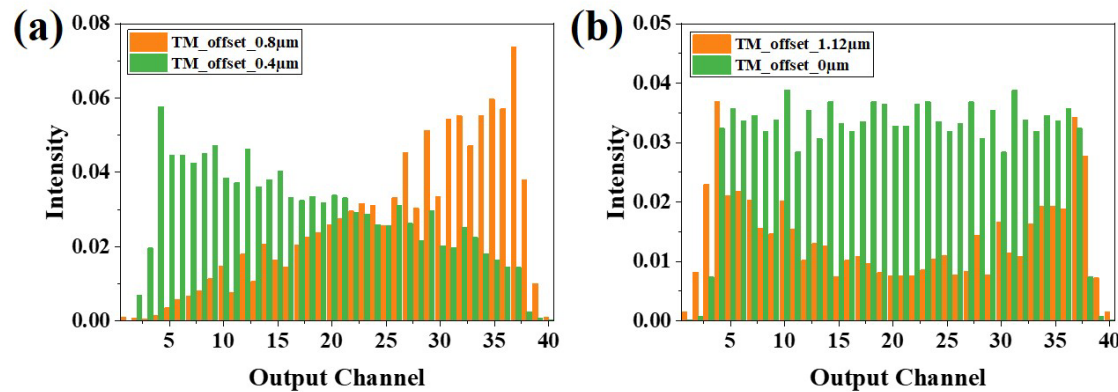 (a)
TM_offset_0.8μm
TM_offset_0.4μm
Intensity
0.08
0.06
0.04
0.02
0.00
5 10 15 20 25 30 35 40
Output Channel
(b)
TM_offset_1.12μm
TM_offset_0μm
Intensity
0.05
0.04
0.03
0.02
0.01
0.00
5 10 15 20 25 30 35 40
Output Channel